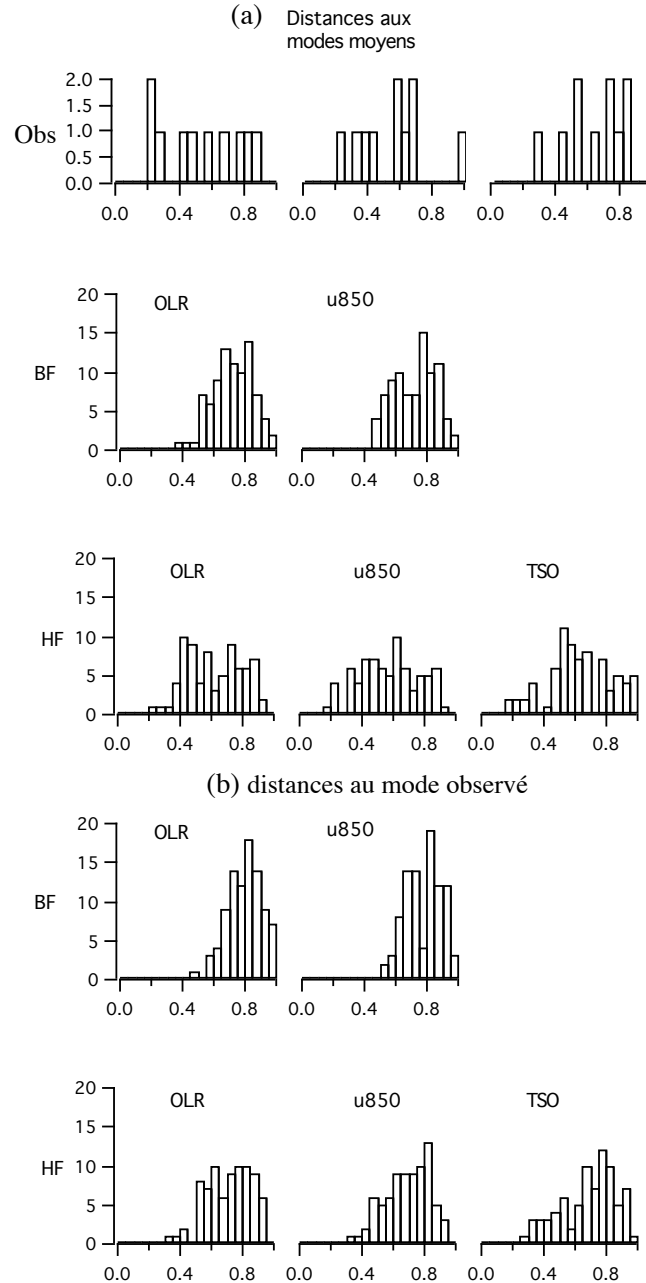 (a) Distances aux
modes moyens
2.0
1.5
Obs 1.0
0.5
0.0
0.0 0.4 0.8 0.0 0.4 0.8 0.0 0.4 0.8
20
OLR u850
15
BF 10
5
0
0.0 0.4 0.8 0.0 0.4 0.8
20
OLR u850 TSO
15
HF 10
5
0
0.0 0.4 0.8 0.0 0.4 0.8 0.0 0.4 0.8
(b) distances au mode observé
20
OLR u850
15
BF 10
5
0
0.0 0.4 0.8 0.0 0.4 0.8
20
OLR u850 TSO
15
HF 10
5
0
0.0 0.4 0.8 0.0 0.4 0.8 0.0 0.4 0.8